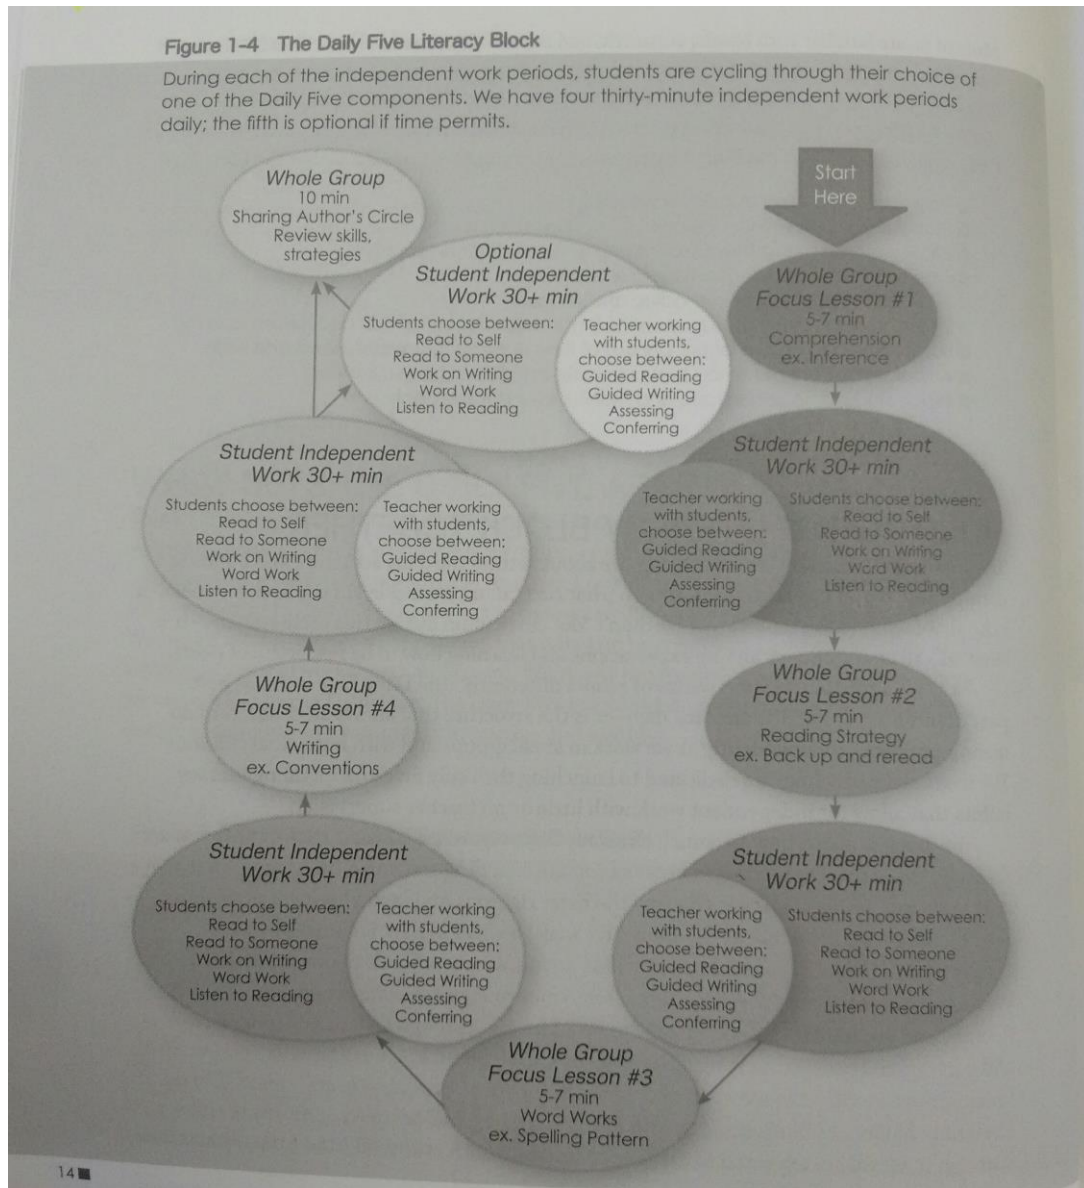 Figure 1-4 The Daily Five Literacy Block
During each of the independent work periods, students are cycling through their choice of
one of the Daily Five components. We have four thirty-minute independent work periods
daily; the fifth is optional if time permits.
Start
Here
Whole Group
Focus Lesson #1
5-7 min
Comprehension
ex. Inference
Student Independent
Work 30+ min
Teacher working
with students,
choose between:
Guided Reading
Guided Writing
Assessing
Conferring
Students choose between:
Read to Self
Read to Someone
Work on Writing
Word Work
Listen to Reading
Whole Group
Focus Lesson #2
5-7 min
Reading Strategy
ex. Back up and reread
Student Independent
Work 30+ min
Teacher working
with students,
choose between:
Guided Reading
Guided Writing
Assessing
Conferring
Students choose between:
Read to Self
Read to Someone
Work on Writing
Word Work
Listen to Reading
Whole Group
Focus Lesson #3
5-7 min
Word Works
ex. Spelling Pattern
Student Independent
Work 30+ min
Students choose between:
Read to Self
Read to Someone
Work on Writing
Word Work
Listen to Reading
Teacher working
with students,
choose between:
Guided Reading
Guided Writing
Assessing
Conferring
Whole Group
Focus Lesson #4
5-7 min
Writing
ex. Conventions
Student Independent
Work 30+ min
Students choose between:
Read to Self
Read to Someone
Work on Writing
Word Work
Listen to Reading
Teacher working
with students,
choose between:
Guided Reading
Guided Writing
Assessing
Conferring
Optional
Student Independent
Work 30+ min
Students choose between:
Read to Self
Read to Someone
Work on Writing
Word Work
Listen to Reading
Teacher working
with students,
choose between:
Guided Reading
Guided Writing
Assessing
Conferring
Whole Group
10 min
Sharing Author's Circle
Review skills,
strategies
14